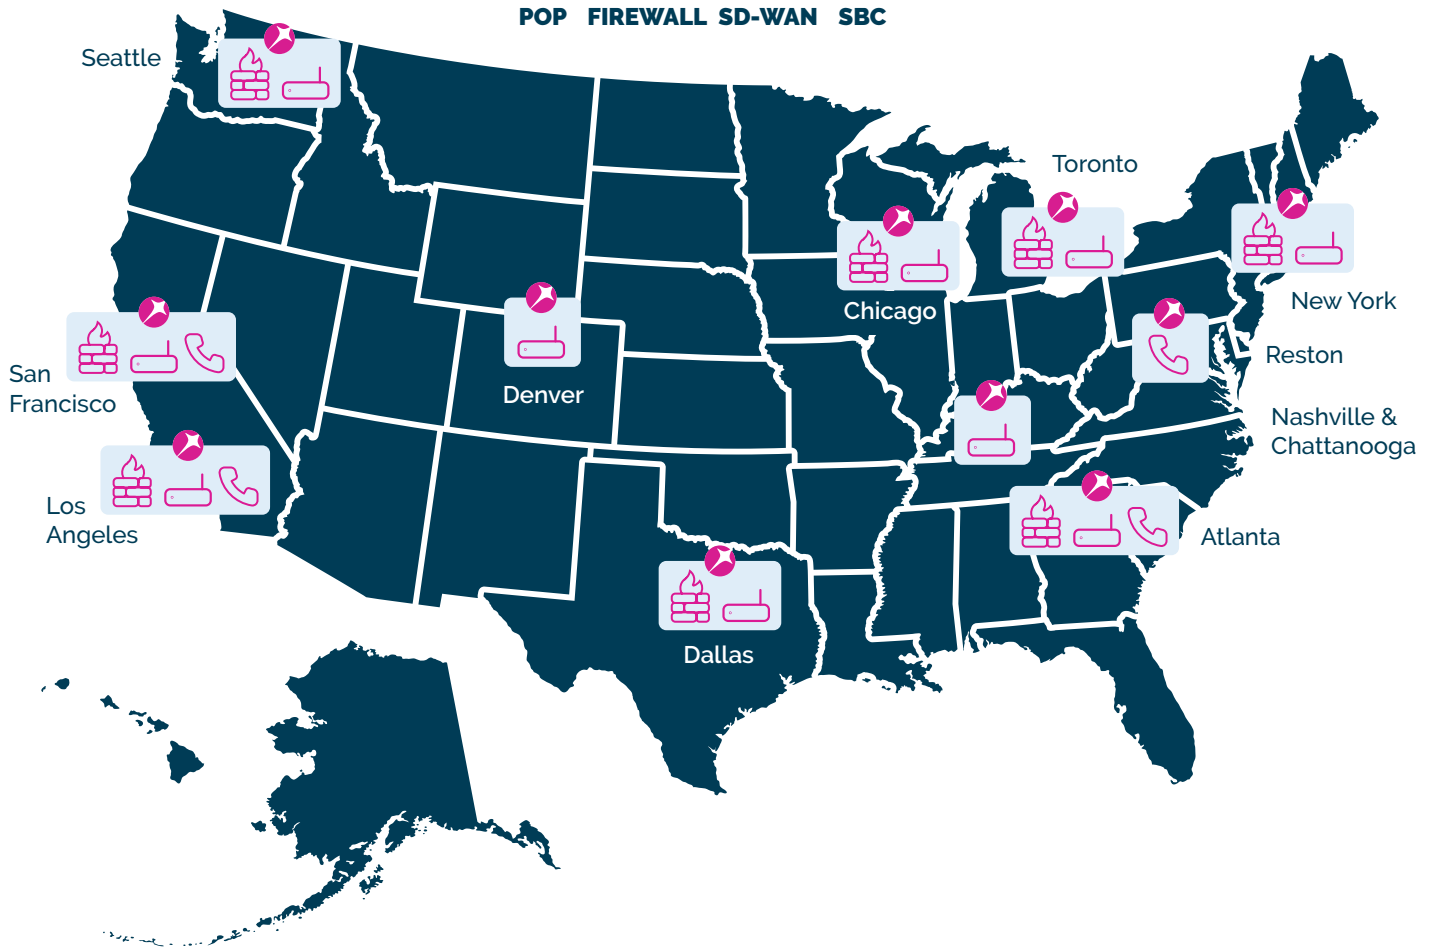 POP FIREWALL SD-WAN SBC
Seattle
Toronto
New York
Chicago
Reston
San
Francisco
Denver
Nashville &
Chattanooga
Los
Angeles
Atlanta
Dallas